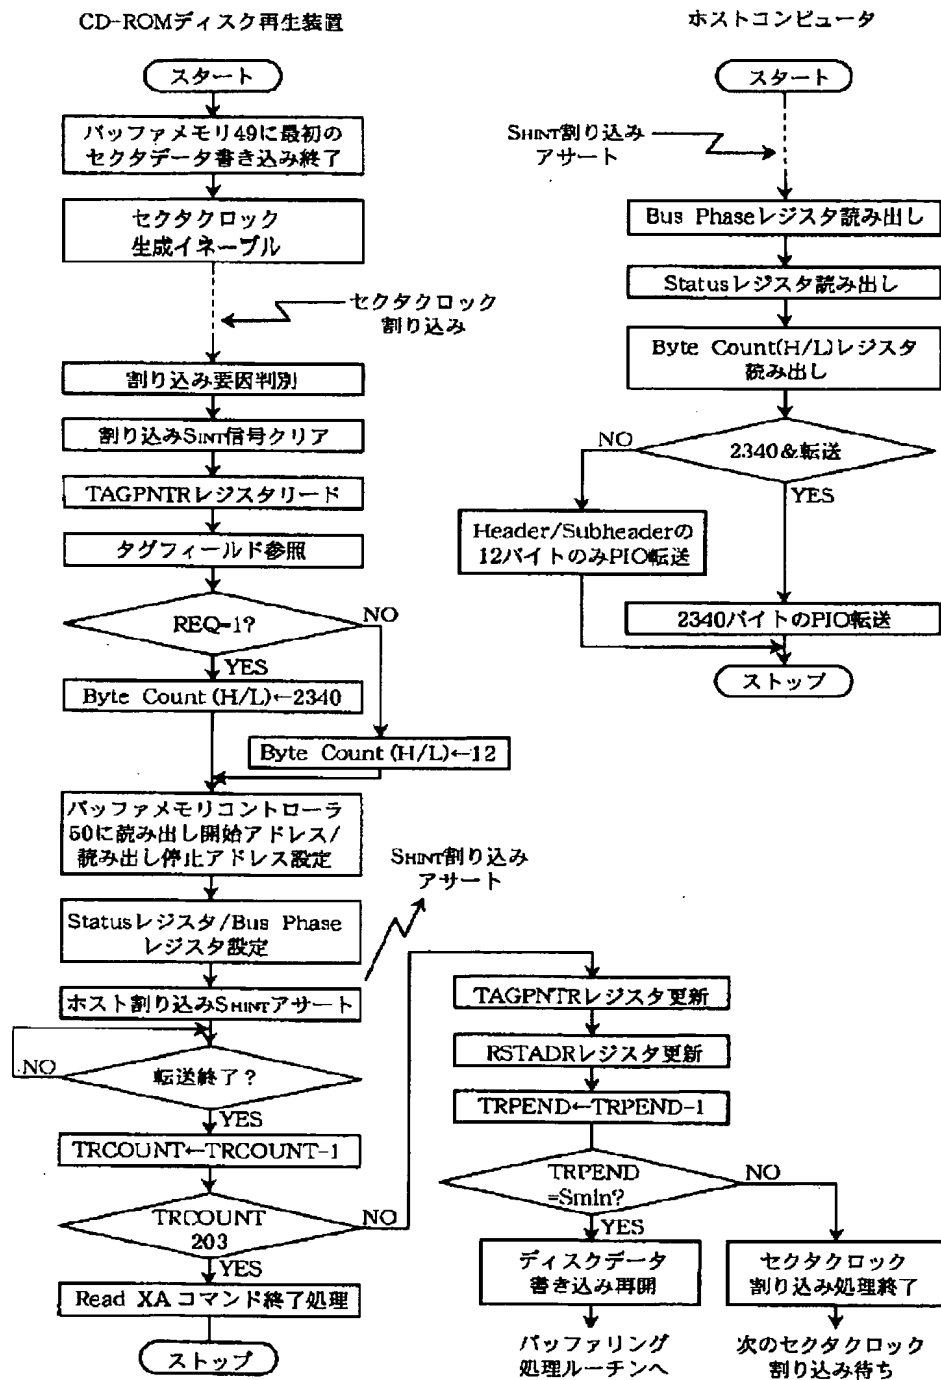 CD-ROMディスク再生装置
スタート
バッファメモリ49に最初の
セクタデータ書き込み終了
セクタクロック
生成イネーブル
セクタクロック
割り込み
割り込み要因判別
割り込みSINT信号クリア
TAGPNTRレジスタリード
タグフィールド参照
REQ=1?
NO
YES
Byte Count(H/L)←2340
Byte Count(H/L)←12
バッファメモリコントローラ
50に読み出し開始アドレス/
読み出し停止アドレス設定
SHINT割り込み
アサート
Statusレジスタ/Bus Phase
レジスタ設定
ホスト割り込みSHINTアサート
NO
転送終了?
YES
TRCOUNT←TRCOUNT-1
TRCOUNT
203
NO
YES
Read XAコマンド終了処理
ストップ
TAGPNTRレジスタ更新
RSTADRレジスタ更新
TRPEND←TRPEND-1
TRPEND
=Smin?
NO
YES
ディスクデータ
書き込み再開
バッファリング
処理ルーチンへ
セクタクロック
割り込み処理終了
次のセクタクロック
割り込み待ち
ホストコンピュータ
スタート
SHINT割り込み
アサート
Bus Phaseレジスタ読み出し
Statusレジスタ読み出し
Byte Count(H/L)レジスタ
読み出し
NO
2340&転送
YES
Header/Subheaderの
12バイトのみPIO転送
2340バイトのPIO転送
ストップ